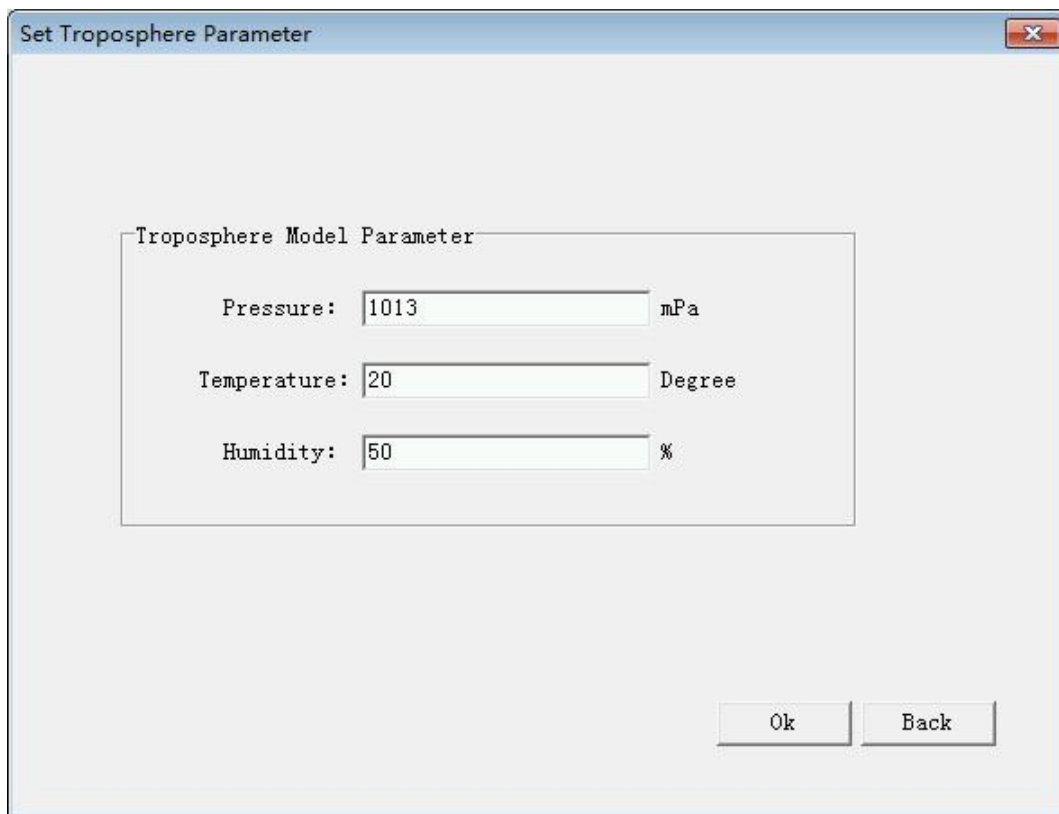 Set Troposphere Parameter
Troposphere Model Parameter
Pressure: 1013 mPa
Temperature: 20 Degree
Humidity: 50 %
Ok Back